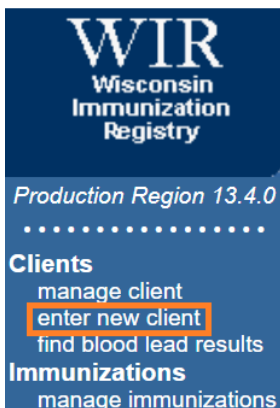 WIR
Wisconsin
Immunization
Registry
Production Region 13.4.0
Clients
manage client
enter new client
find blood lead results
Immunizations
manage immunizations